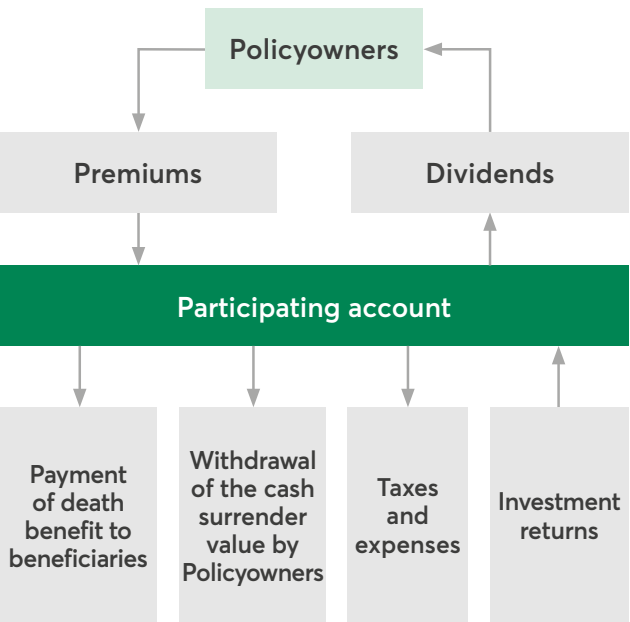 Policyowners
Premiums
Dividends
Participating account
Payment
of death
benefit to
beneficiaries
Withdrawal
of the cash
surrender
value by
Policyowners
Taxes
and
expenses
Investment
returns